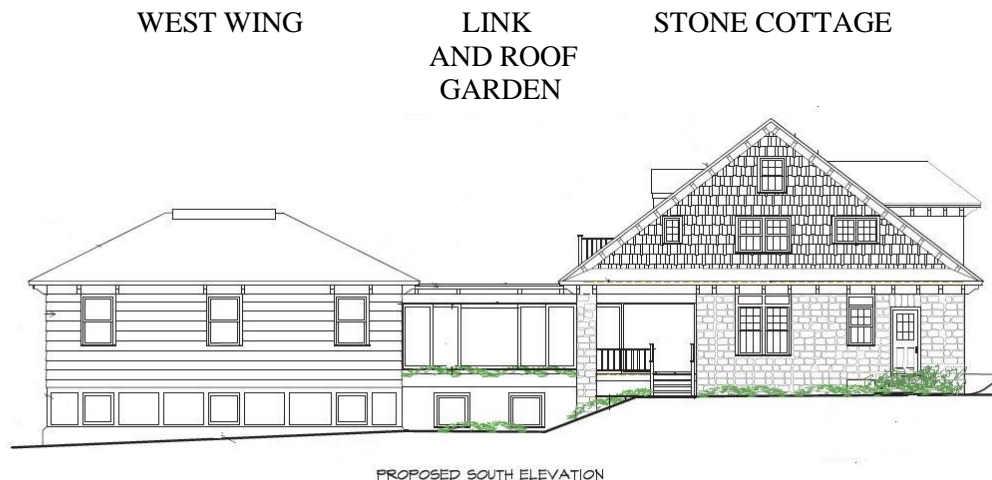 WEST WING
LINK
AND ROOF
GARDEN
STONE COTTAGE
PROPOSED SOUTH ELEVATION